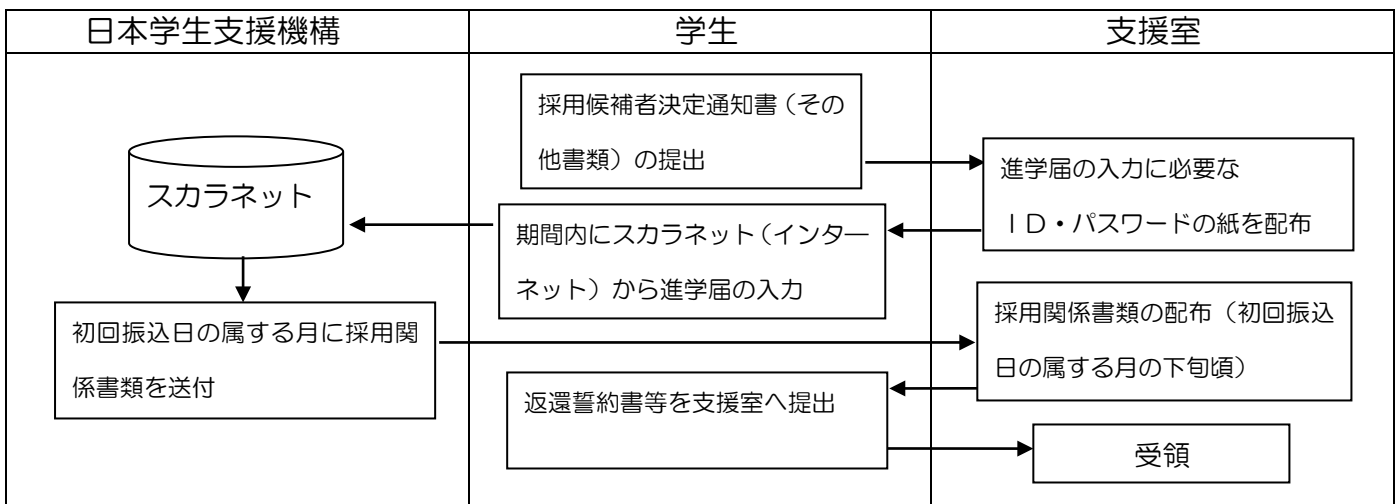 日本学生支援機構
学生
支援室
採用候補者決定通知書（その
他書類）の提出
進学届の入力に必要な
ＩＤ・パスワードの紙を配布
スカラネット
期間内にスカラネット（インター
ネット）から進学届の入力
初回振込日の属する月に採用関
係書類を送付
採用関係書類の配布（初回振込
日の属する月の下旬頃）
返還誓約書等を支援室へ提出
受領